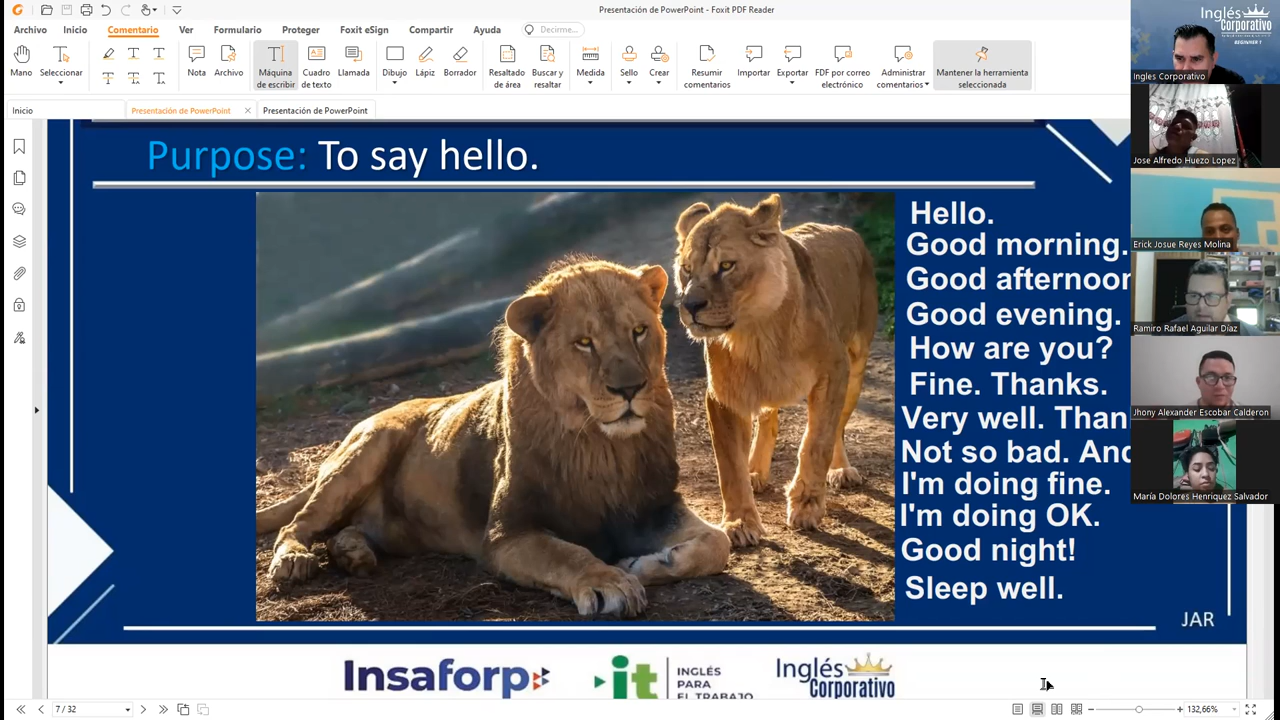 Presentación de PowerPoint - Foxit PDF Reader
Archivo Inicio Comentario Ver Formulario Proteger Foxit eSign Compartir Ayuda Decirme...
Mano Seleccionar Nota Archivo Máquina de escribir Cuadro de texto Llamada Dibujo Lápiz Borrador Resaltado de área Buscar y resaltar Medida Sello Crear Resumir comentarios Importar Exportar FDP por correo electrónico Administrar comentarios Mantener la herramienta seleccionada
Inicio Presentación de PowerPoint Presentación de PowerPoint
Purpose: To say hello.
Hello.
Good morning.
Good afternoon
Good evening.
How are you?
Fine. Thanks.
Very well. Than
Not so bad. And
I'm doing fine.
I'm doing OK.
Good night!
Sleep well.
JAR
Insaforp
it INGLÉS PARA EL TRABAJO
Inglés Corporativo
Inglés Corporativo
BEGINNER 1
Ingles Corporativo
Jose Alfredo Huezo Lopez
Erick Josue Reyes Molina
Ramiro Rafael Aguilar Díaz
Jhony Alexander Escobar Calderon
María Dolores Henriquez Salvador
7 / 32
132,66%